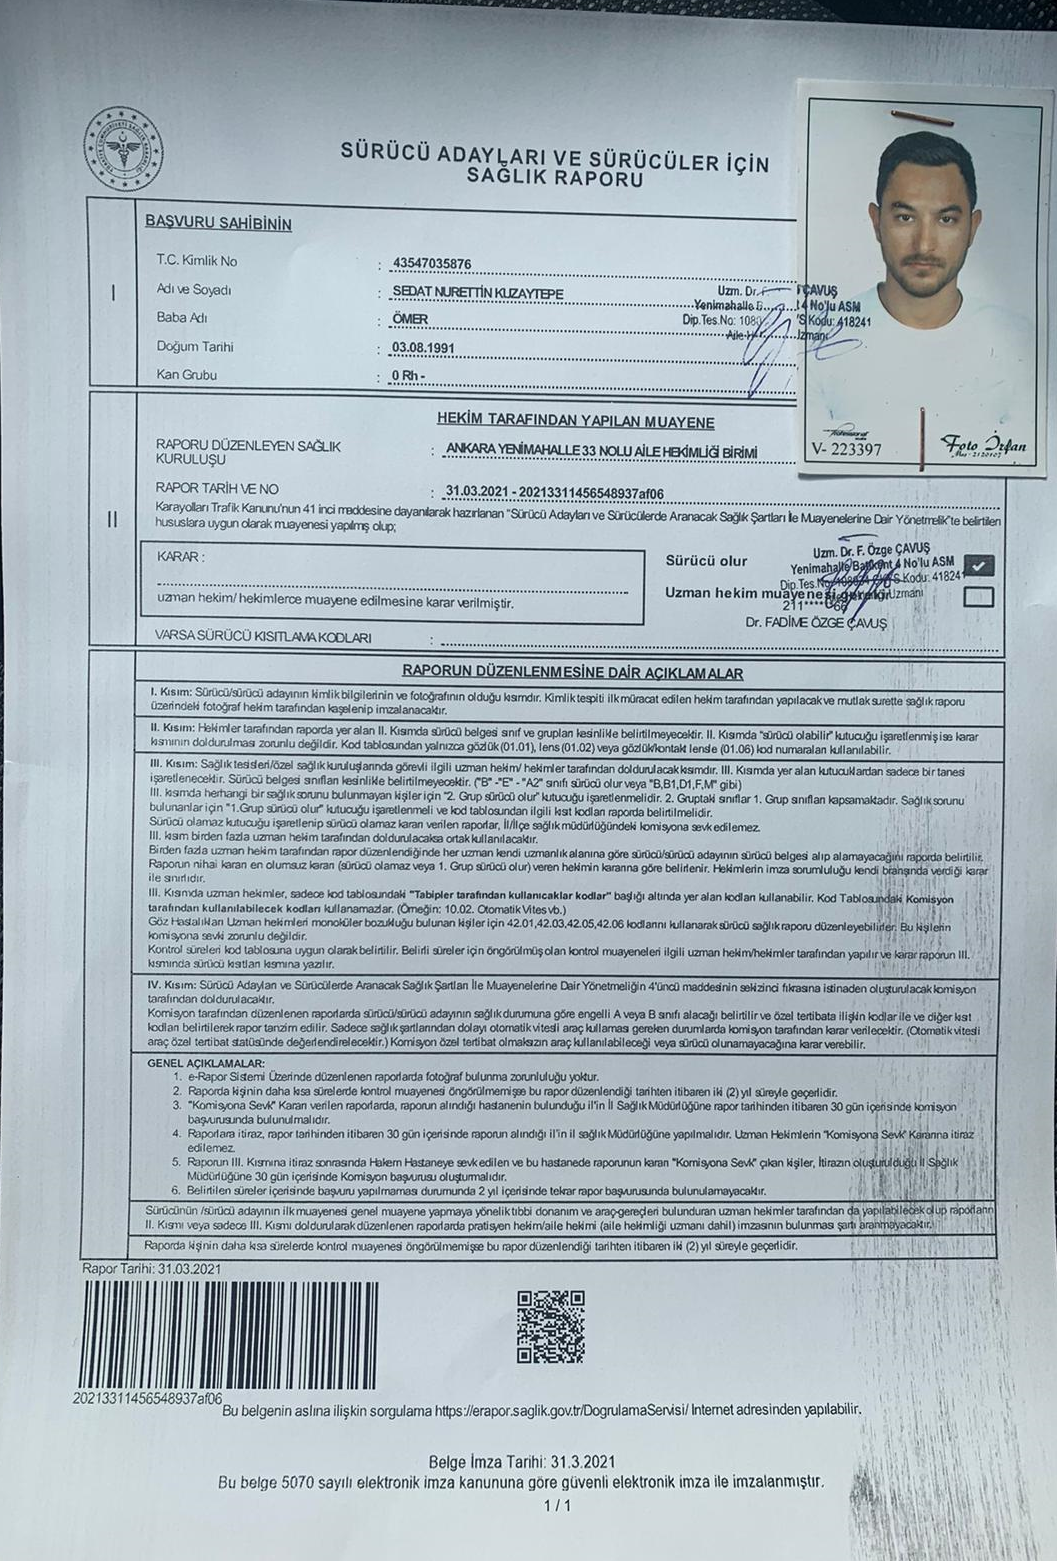 SÜRÜCÜ ADAYLARI VE SÜRÜCÜLER İÇİN
SAĞLIK RAPORU
I
BAŞVURU SAHİBİNİN
T.C. Kimlik No : 43547035876
Adı ve Soyadı : SEDAT NURETTİN KUZAYTEPE
Baba Adı : ÖMER
Doğum Tarihi : 03.08.1991
Kan Grubu : 0 Rh -
Uzm. Dr. F. ÇAVUŞ
Yenimahalle B 4 No'lu ASM
Dip.Tes.No: 108 S Kodu: 418241
Aile Uzmanı
V- 223397
Foto İrfan
II
HEKİM TARAFINDAN YAPILAN MUAYENE
RAPORU DÜZENLEYEN SAĞLIK
KURULUŞU : ANKARA YENİMAHALLE 33 NOLU AİLE HEKİMLİĞİ BİRİMİ
RAPOR TARİH VE NO : 31.03.2021 - 20213311456548937af06
Karayolları Trafik Kanunu'nun 41 inci maddesine dayanılarak hazırlanan "Sürücü Adayları ve Sürücülerde Aranacak Sağlık Şartları İle Muayenelerine Dair Yönetmelik"te belirtilen
hususlara uygun olarak muayenesi yapılmış olup;
KARAR :
uzman hekim/ hekimlerce muayene edilmesine karar verilmiştir.
Sürücü olur
Uzman hekim muayenesi gerekir
Uzm. Dr. F. Özge ÇAVUŞ
Yenimahalle Batıkent 4 No'lu ASM
Dip.Tes.No: S Kodu: 418241
Uzmanı
211****066
Dr. FADİME ÖZGE ÇAVUŞ
VARSA SÜRÜCÜ KISITLAMA KODLARI :
RAPORUN DÜZENLENMESİNE DAİR AÇIKLAMALAR
I. Kısım: Sürücü/sürücü adayının kimlik bilgilerinin ve fotoğrafının olduğu kısımdır. Kimlik tespiti ilk müracat edilen hekim tarafından yapılacak ve mutlak surette sağlık raporu
üzerindeki fotoğraf hekim tarafından kaşelenip imzalanacaktır.
II. Kısım: Hekimler tarafından raporda yer alan II. Kısımda sürücü belgesi sınıf ve grupları kesinlikle belirtilmeyecektir. II. Kısımda "sürücü olabilir" kutucuğu işaretlenmiş ise karar
kısmının doldurulması zorunlu değildir. Kod tablosundan yalnızca gözlük (01.01), lens (01.02) veya gözlük/kontakt lensle (01.06) kod numaraları kullanılabilir.
III. Kısım: Sağlık tesisleri/özel sağlık kuruluşlarında görevli ilgili uzman hekim/ hekimler tarafından doldurulacak kısımdır. III. Kısımda yer alan kutucuklardan sadece bir tanesi
işaretlenecektir. Sürücü belgesi sınıfları kesinlikle belirtilmeyecektir. ("B" -"E" - "A2" sınıfı sürücü olur veya "B,B1,D1,F,M" gibi)
III. kısımda herhangi bir sağlık sorunu bulunmayan kişiler için "2. Grup sürücü olur" kutucuğu işaretlenmelidir. 2. Gruptaki sınıflar 1. Grup sınıfları kapsamaktadır. Sağlık sorunu
bulunanlar için "1.Grup sürücü olur" kutucuğu işaretlenmeli ve kod tablosundan ilgili kısıt kodları raporda belirtilmelidir.
Sürücü olamaz kutucuğu işaretlenip sürücü olamaz kararı verilen raporlar, İl/İlçe sağlık müdürlüğündeki komisyona sevk edilemez.
III. kısım birden fazla uzman hekim tarafından doldurulacaksa ortak kullanılacaktır.
Birden fazla uzman hekim tarafından rapor düzenlendiğinde her uzman kendi uzmanlık alanına göre sürücü/sürücü adayının sürücü belgesi alıp alamayacağını raporda belirtilir.
Raporun nihai kararı en olumsuz kararı (sürücü olamaz veya 1. Grup sürücü olur) veren hekimin kararına göre belirlenir. Hekimlerin imza sorumluluğu kendi branşında verdiği karar
ile sınırlıdır.
III. Kısımda uzman hekimler, sadece kod tablosundaki "Tabipler tarafından kullanıcaklar kodlar" başlığı altında yer alan kodları kullanabilir. Kod Tablosundaki Komisyon
tarafından kullanılabilecek kodları kullanamazlar. (Örneğin: 10.02. Otomatik Vites vb.)
Göz Hastalıkları Uzman hekimleri monoküler bozukluğu bulunan kişiler için 42.01,42.03,42.05,42.06 kodlarını kullanarak sürücü sağlık raporu düzenleyebilirler. Bu kişilerin
komisyona sevki zorunlu değildir.
Kontrol süreleri kod tablosuna uygun olarak belirtilir. Belirli süreler için öngörülmüş olan kontrol muayeneleri ilgili uzman hekim/hekimler tarafından yapılır ve karar raporun III.
kısmında sürücü kısıtları kısmına yazılır.
IV. Kısım: Sürücü Adayları ve Sürücülerde Aranacak Sağlık Şartları İle Muayenelerine Dair Yönetmeliğin 4'üncü maddesinin sekizinci fıkrasına istinaden oluşturulacak komisyon
tarafından doldurulacaktır.
Komisyon tarafından düzenlenen raporlarda sürücü/sürücü adayının sağlık durumuna göre engelli A veya B sınıfı alacağı belirtilir ve özel tertibata ilişkin kodlar ile ve diğer kısıt
kodları belirtilerek rapor tanzim edilir. Sadece sağlık şartlarından dolayı otomatik vitesli araç kullaması gereken durumlarda komisyon tarafından karar verilecektir. (Otomatik vitesli
araç özel tertibat statüsünde değerlendirelecektir.) Komisyon özel tertibat olmaksızın araç kullanılabileceği veya sürücü olunamayacağına karar verebilir.
GENEL AÇIKLAMALAR:
1. e-Rapor Sistemi Üzerinde düzenlenen raporlarda fotoğraf bulunma zorunluluğu yoktur.
2. Raporda kişinin daha kısa sürelerde kontrol muayenesi öngörülmemişse bu rapor düzenlendiği tarihten itibaren iki (2) yıl süreyle geçerlidir.
3. "Komisyona Sevk" Kararı verilen raporlarda, raporun alındığı hastanenin bulunduğu il'in İl Sağlık Müdürlüğüne rapor tarihinden itibaren 30 gün içerisinde komisyon
başvurusunda bulunulmalıdır.
4. Raporlara itiraz, rapor tarihinden itibaren 30 gün içerisinde raporun alındığı il'in il sağlık Müdürlüğüne yapılmalıdır. Uzman Hekimlerin "Komisyona Sevk" Kararına itiraz
edilemez.
5. Raporun III. Kısmına itiraz sonrasında Hakem Hastaneye sevk edilen ve bu hastanede raporunun kararı "Komisyona Sevk" çıkan kişiler, İtirazın oluşturulduğu İl Sağlık
Müdürlüğüne 30 gün içerisinde Komisyon başvurusu oluşturmalıdır.
6. Belirtilen süreler içerisinde başvuru yapılmaması durumunda 2 yıl içerisinde tekrar rapor başvurusunda bulunulamayacaktır.
Sürücünün /sürücü adayının ilk muayenesi genel muayene yapmaya yönelik tıbbi donanım ve araç-gereçleri bulunduran uzman hekimler tarafından da yapılabilecek olup raporların
II. Kısmı veya sadece III. Kısmı doldurularak düzenlenen raporlarda pratisyen hekim/aile hekimi (aile hekimliği uzmanı dahil) imzasının bulunması şartı aranmayacaktır.
Raporda kişinin daha kısa sürelerde kontrol muayenesi öngörülmemişse bu rapor düzenlendiği tarihten itibaren iki (2) yıl süreyle geçerlidir.
Rapor Tarihi: 31.03.2021
20213311456548937af06
Bu belgenin aslına ilişkin sorgulama https://erapor.saglik.gov.tr/DogrulamaServisi/ Internet adresinden yapılabilir.
Belge İmza Tarihi: 31.3.2021
Bu belge 5070 sayılı elektronik imza kanununa göre güvenli elektronik imza ile imzalanmıştır.
1 / 1